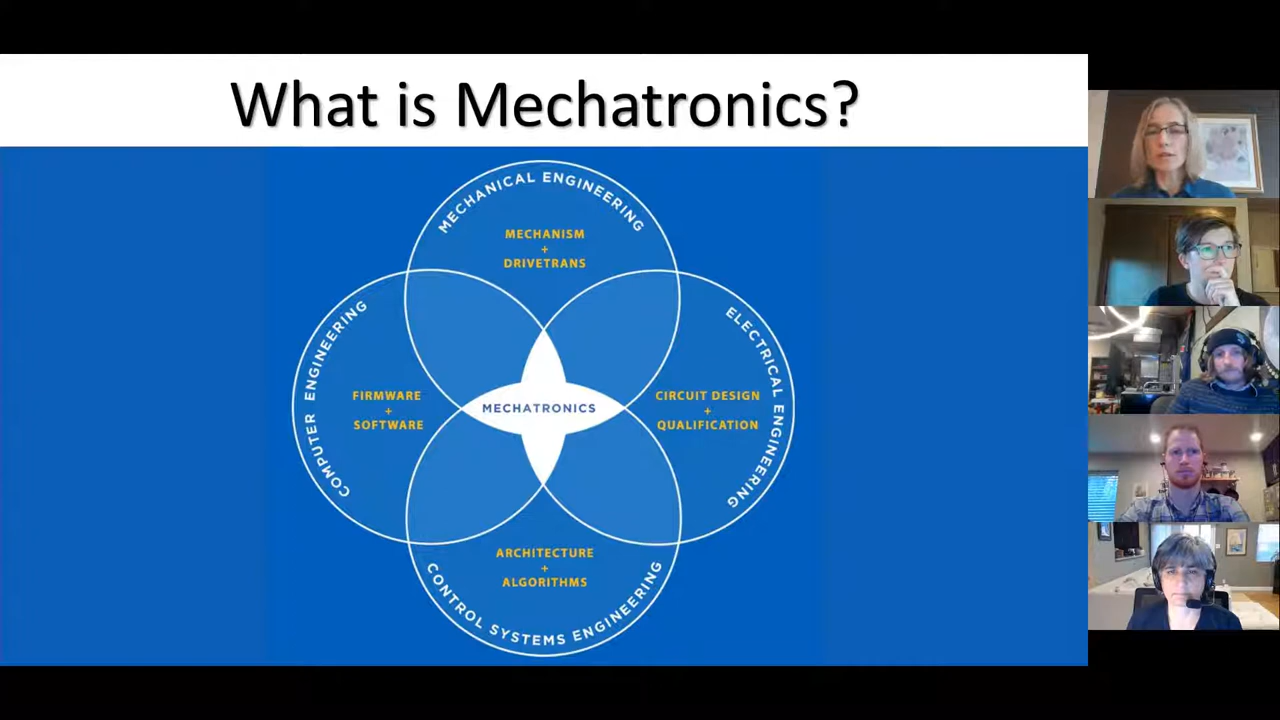 What is Mechatronics?
MECHANICAL ENGINEERING
MECHANISM
+
DRIVETRANS
COMPUTER ENGINEERING
FIRMWARE
+
SOFTWARE
MECHATRONICS
CIRCUIT DESIGN
+
QUALIFICATION
ELECTRICAL ENGINEERING
ARCHITECTURE
+
ALGORITHMS
CONTROL SYSTEMS ENGINEERING